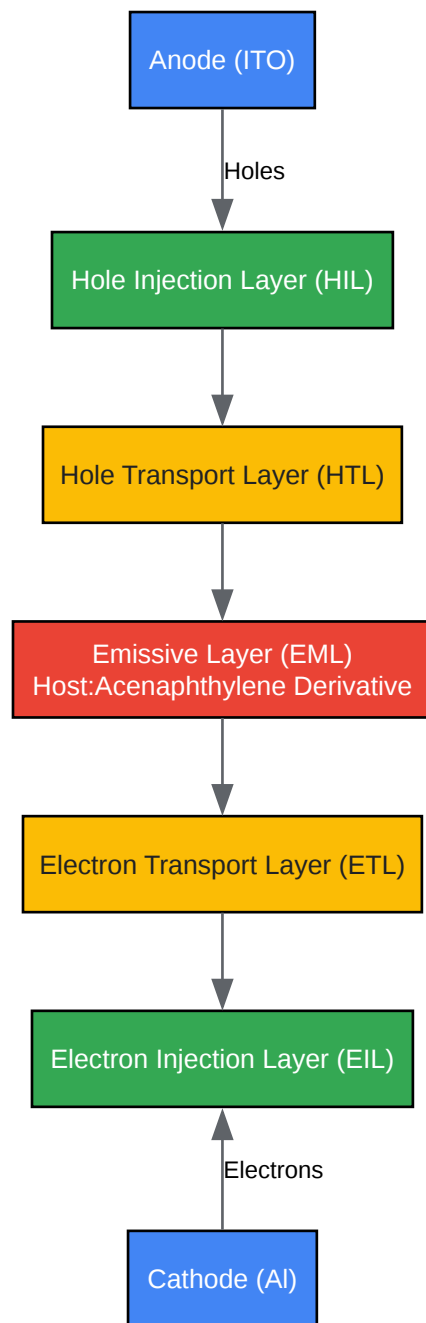 Anode (ITO)
Holes
Hole Injection Layer (HIL)
Hole Transport Layer (HTL)
Emissive Layer (EML)
Host:Acenaphthylene Derivative
Electron Transport Layer (ETL)
Electron Injection Layer (EIL)
Electrons
Cathode (Al)